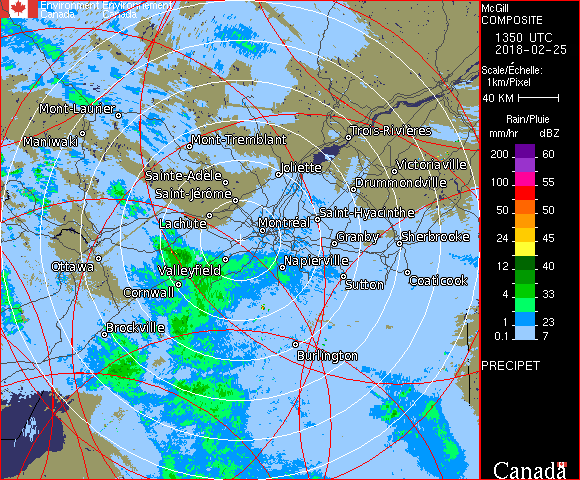 Environment Environnement
Canada Canada
McGill
COMPOSITE
1350 UTC
2018-02-25
Scale/Échelle:
1km/Pixel
40 KM
Rain/Pluie
mm/hr dBZ
200 60
100 55
50 50
24 45
12 40
4 33
1 23
0.1 7
PRECIPET
Canada
Mont-Laurier
Maniwaki
Mont-Tremblant
Trois-Rivières
Sainte-Adèle
Joliette
Victoriaville
Saint-Jérôme
Drummondville
Lachute
Montréal
Saint-Hyacinthe
Granby
Sherbrooke
Ottawa
Valleyfield
Napierville
Cornwall
Sutton
Coaticook
Brockville
Burlington